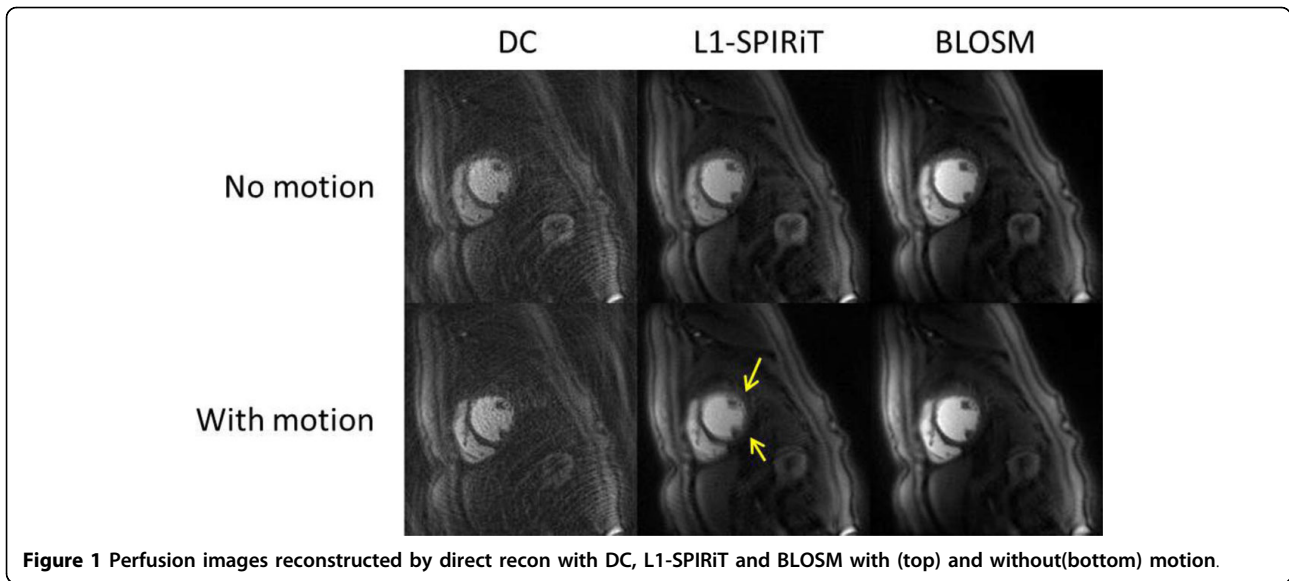 DC L1-SPIRiT BLOSM
No motion
With motion
Figure 1 Perfusion images reconstructed by direct recon with DC, L1-SPIRiT and BLOSM with (top) and without(bottom) motion.